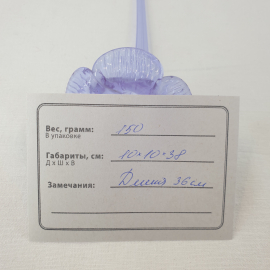 Вес, грамм: 250
В упаковке
Габариты, см: 10*10*38
Д х Ш х В
Замечания: Длина 36см